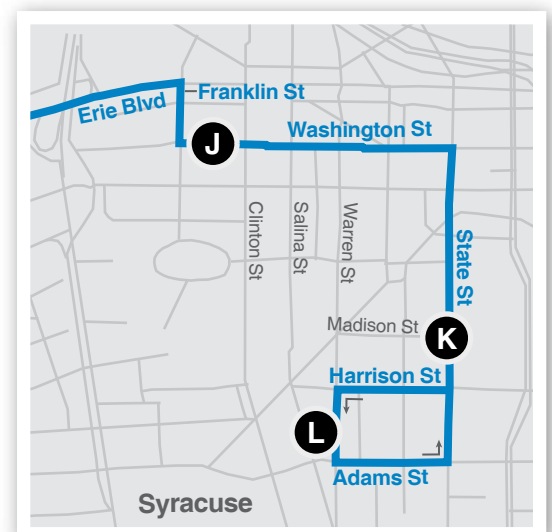 Franklin St
Erie Blvd
J
Washington St
Clinton St
Salina St
Warren St
State St
Madison St
K
Harrison St
L
Adams St
Syracuse